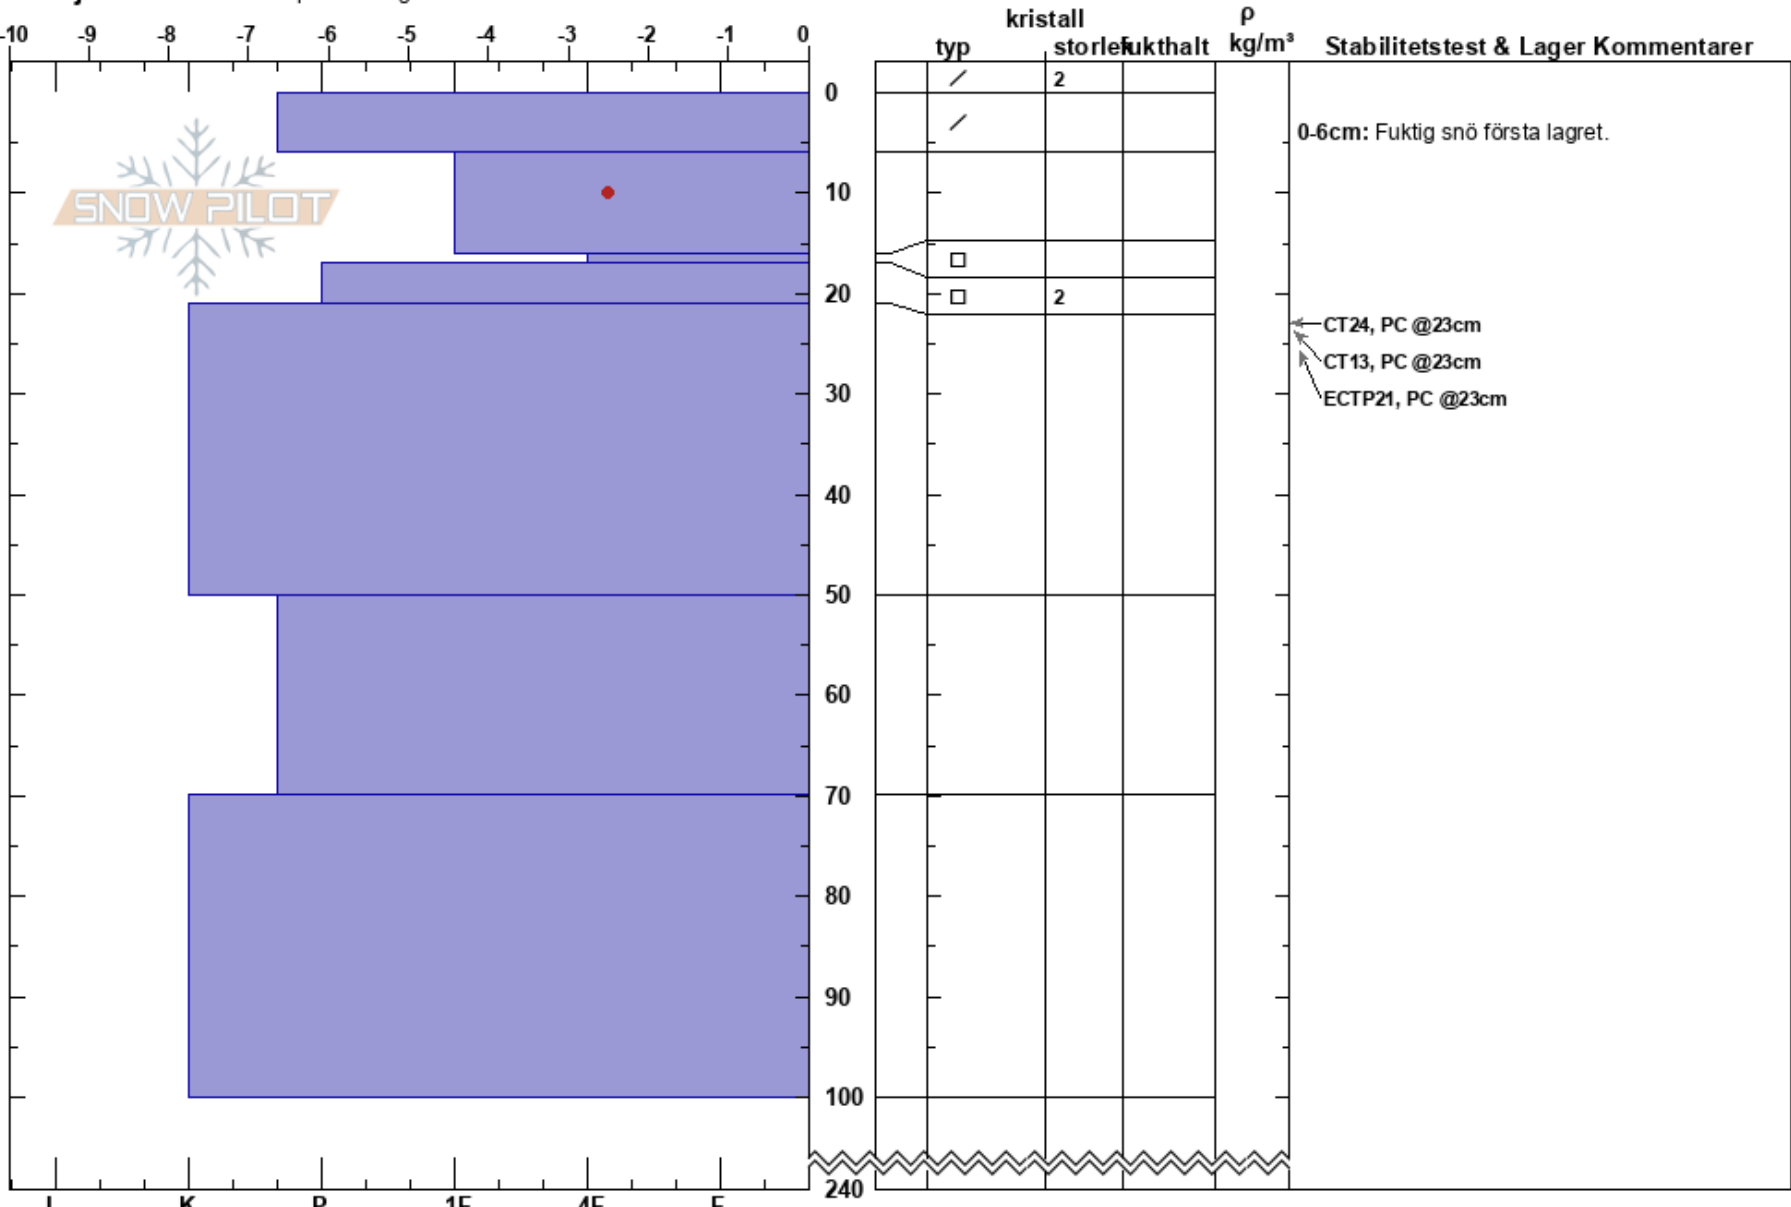 kristall ρ
-10 -9 -8 -7 -6 -5 -4 -3 -2 -1 0 typ storlek fukthalt kg/m³ Stabilitetstest & Lager Kommentarer
2
0
0-6cm: Fuktig snö första lagret.
10
SNOW PILOT
20 2
CT24, PC @23cm
CT13, PC @23cm
30 ECTP21, PC @23cm
40
50
60
70
80
90
100
240
I K P 1F 4F F